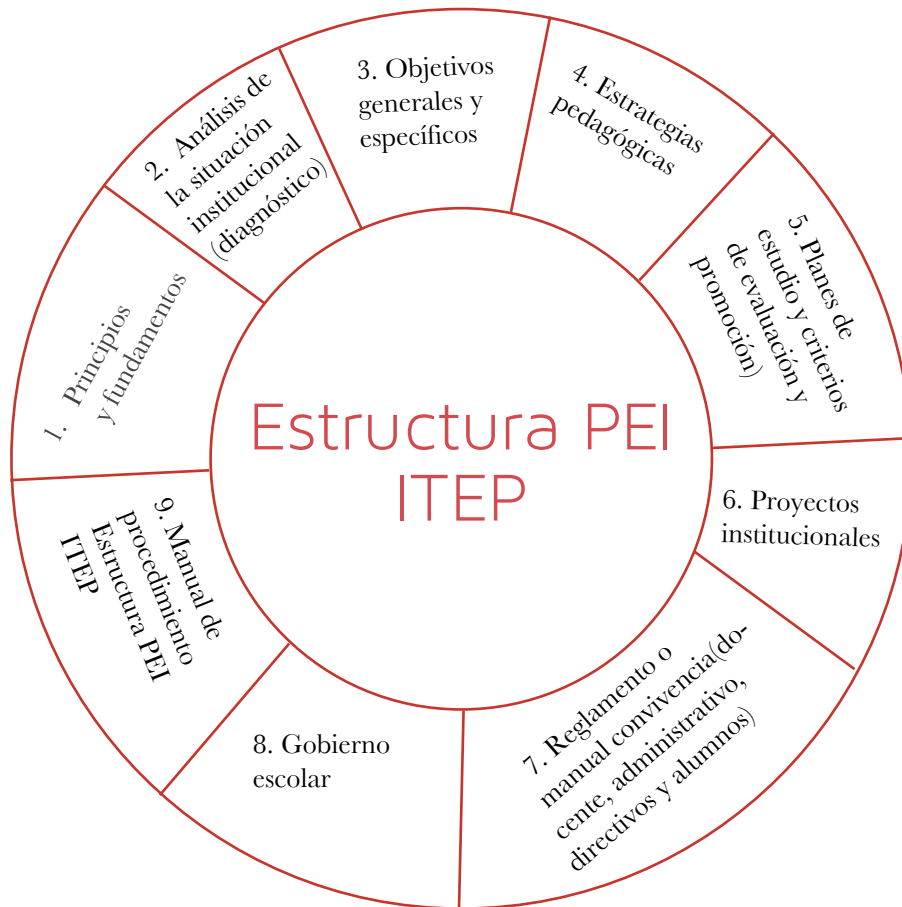 Estructura PEI
ITEP
1. Principios
y fundamentos
2. Análisis de
la situación
institucional
(diagnóstico)
3. Objetivos
generales y
específicos
4. Estrategias
pedagógicas
5. Planes de
estudio y criterios
de evaluación y
promoción)
6. Proyectos
institucionales
7. Reglamento o
manual convivencia(do-
cente, administrativo,
directivos y alumnos)
8. Gobierno
escolar
9. Manual de
procedimiento
Estructura PEI
ITEP